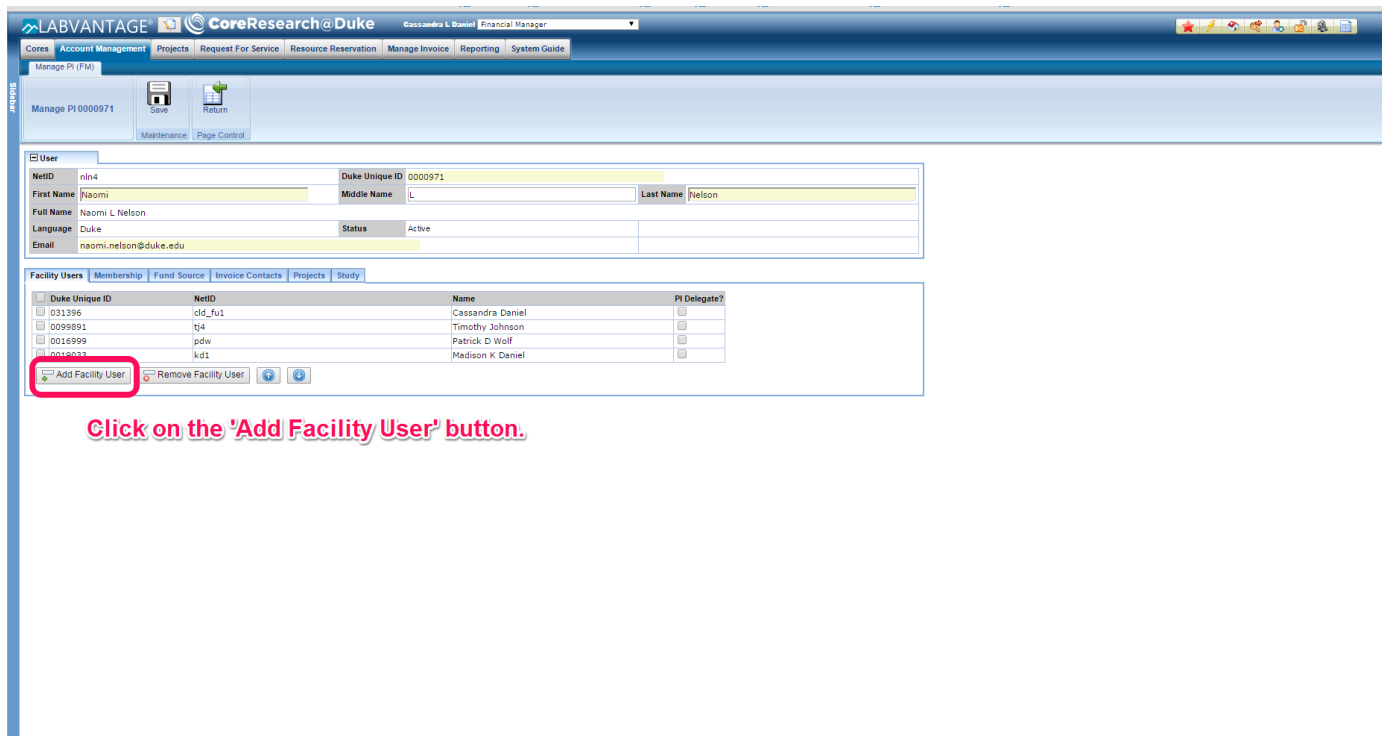 LABVANTAGE® CoreResearch@Duke Cassandra L Daniel Financial Manager
Cores Account Management Projects Request For Service Resource Reservation Manage Invoice Reporting System Guide
Manage PI (FM)
Sidebar
Manage PI 0000971 Save Return
Maintenance Page Control
User
NetID nln4 Duke Unique ID 0000971
First Name Naomi Middle Name L Last Name Nelson
Full Name Naomi L Nelson
Language Duke Status Active
Email naomi.nelson@duke.edu
Facility Users Membership Fund Source Invoice Contacts Projects Study
Duke Unique ID NetID Name PI Delegate?
031396 cld_fu1 Cassandra Daniel
0099891 tj4 Timothy Johnson
0016999 pdw Patrick D Wolf
0019033 kd1 Madison K Daniel
Add Facility User Remove Facility User
Click on the 'Add Facility User' button.